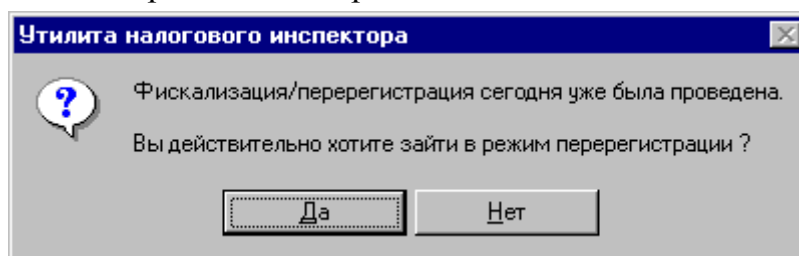 Утилита налогового инспектора
Фискализация/перерегистрация сегодня уже была проведена.
Вы действительно хотите зайти в режим перерегистрации ?
Да Нет